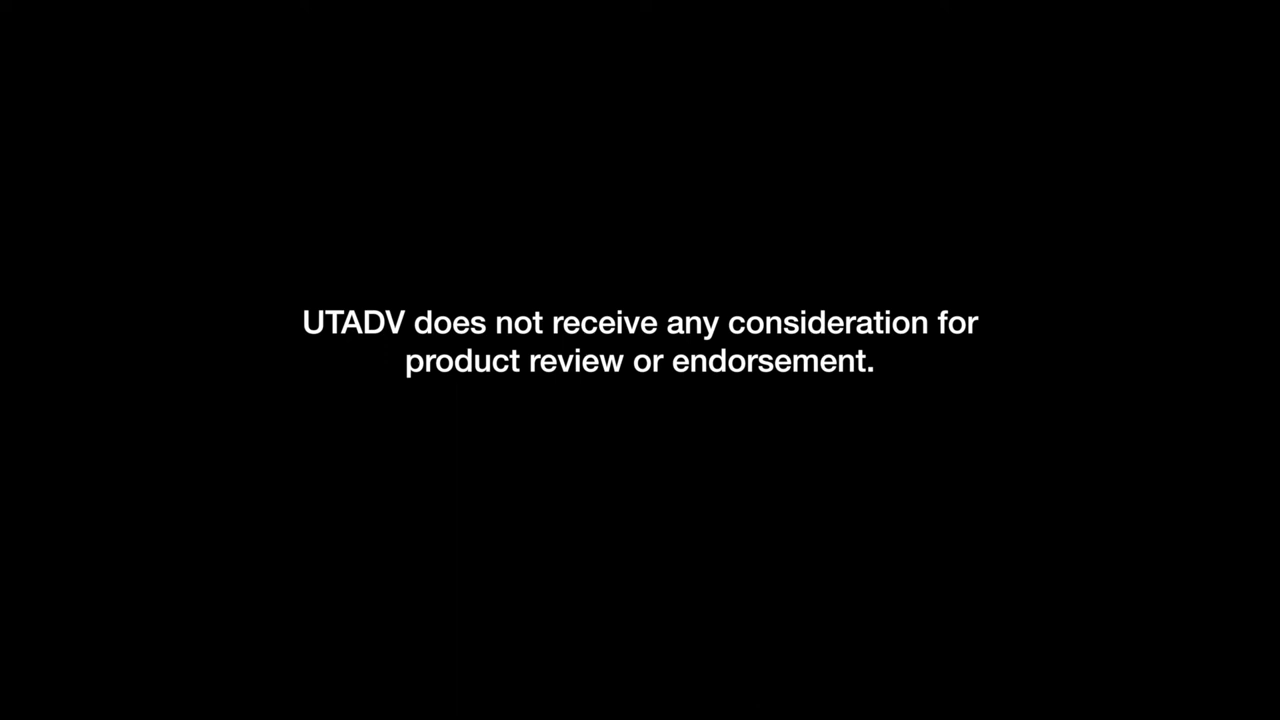 UTADV does not receive any consideration for
product review or endorsement.